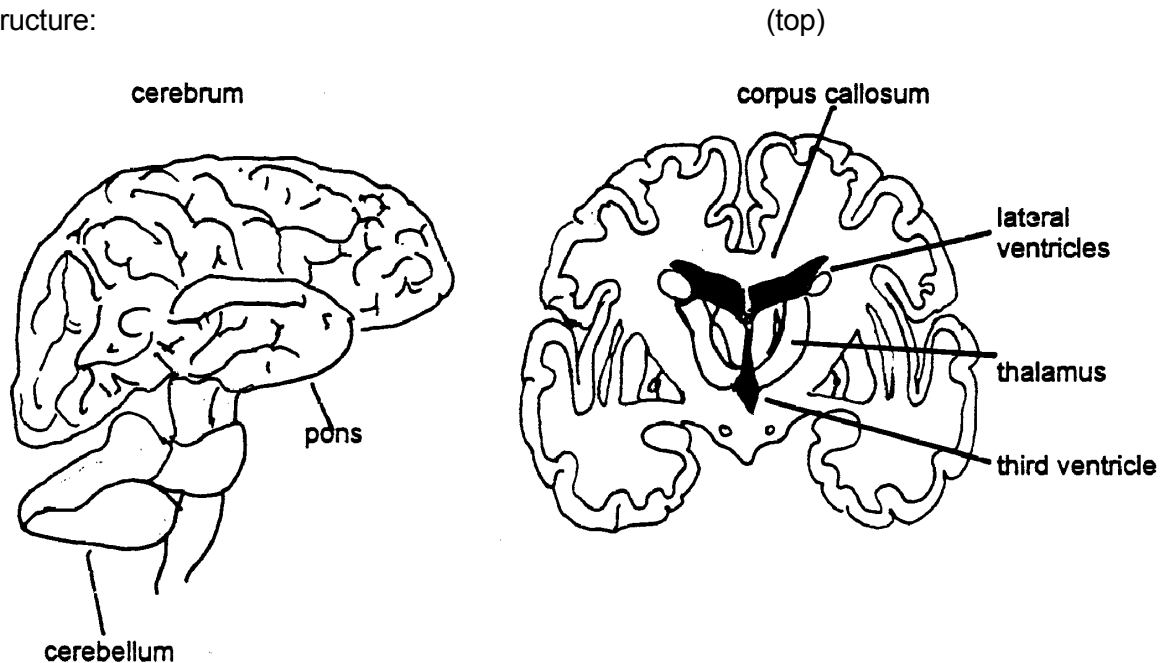 ructure:
(top)
cerebrum
corpus callosum
lateral
ventricles
thalamus
pons
third ventricle
cerebellum